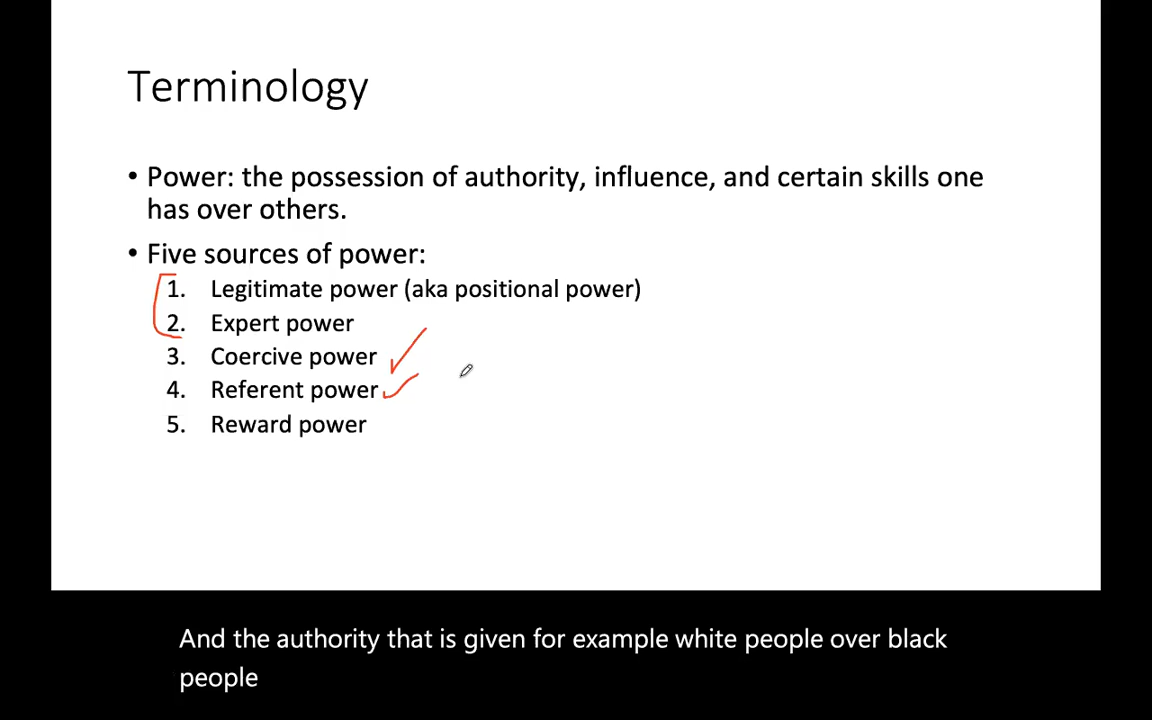 Terminology
• Power: the possession of authority, influence, and certain skills one
has over others.
• Five sources of power:
1. Legitimate power (aka positional power)
2. Expert power
3. Coercive power
4. Referent power
5. Reward power
And the authority that is given for example white people over black
people